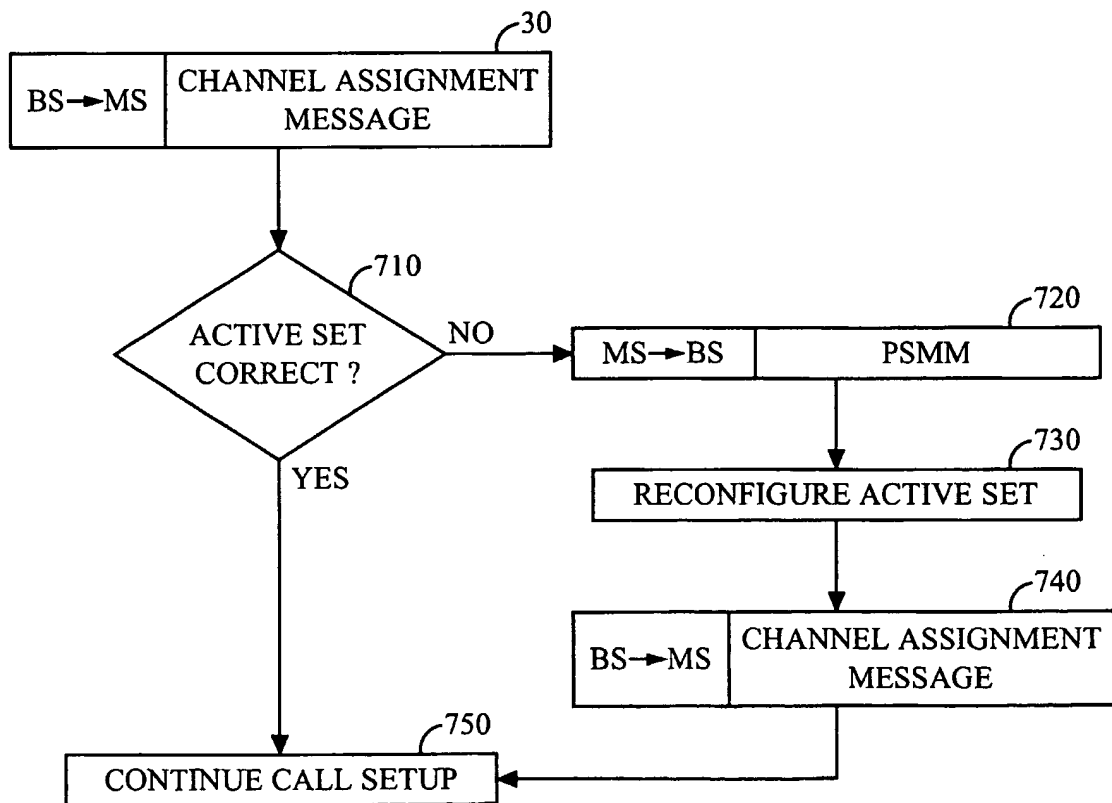 30
BS→MS
CHANNEL ASSIGNMENT
MESSAGE
710
ACTIVE SET
CORRECT ?
NO
YES
720
MS→BS
PSMM
730
RECONFIGURE ACTIVE SET
740
BS→MS
CHANNEL ASSIGNMENT
MESSAGE
750
CONTINUE CALL SETUP